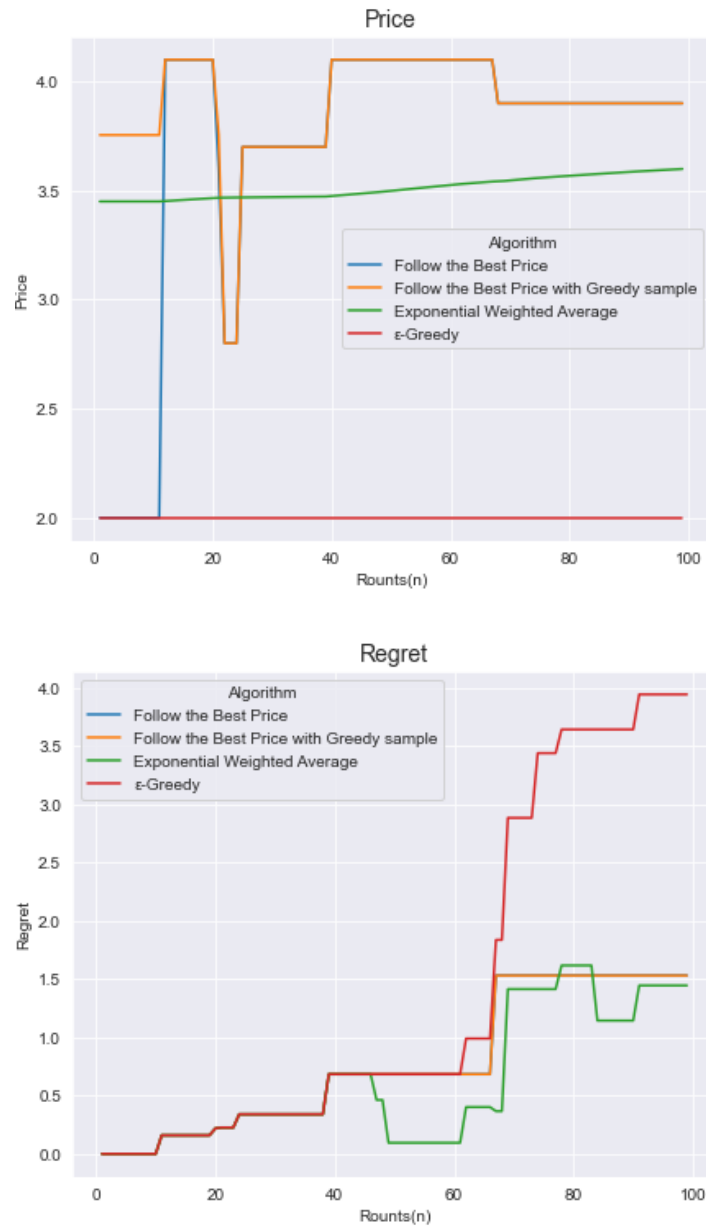 Price
4.0
3.5
3.0
2.5
2.0
Price
Algorithm
Follow the Best Price
Follow the Best Price with Greedy sample
Exponential Weighted Average
ε-Greedy
0
20
40
60
80
100
Rounts(n)
Regret
4.0
3.5
3.0
2.5
2.0
1.5
1.0
0.5
0.0
Regret
Algorithm
Follow the Best Price
Follow the Best Price with Greedy sample
Exponential Weighted Average
ε-Greedy
0
20
40
60
80
100
Rounts(n)